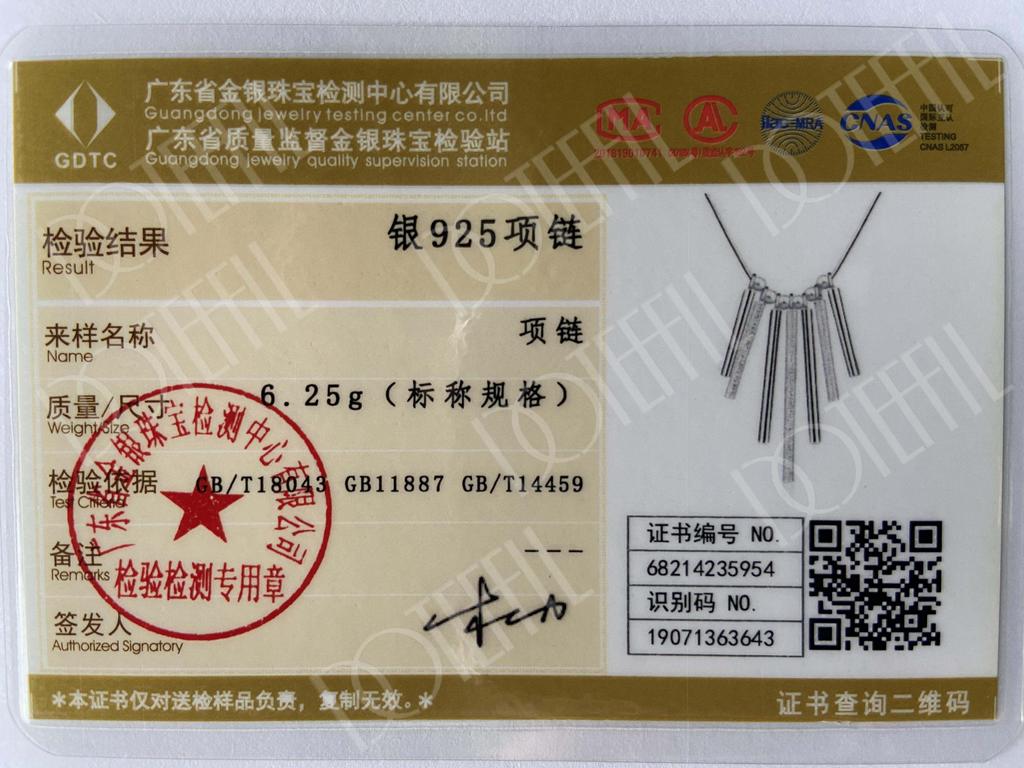 广东省金银珠宝检测中心有限公司
Guangdong jewelry testing center co.ltd
广东省质量监督金银珠宝检验站
Guangdong jewelry quality supervision station
GDTC
MA
AL
ilac-MRA
CNAS
中国认可
国际互认
检测
TESTING
CNAS L2087
检验结果
Result
银925项链
来样名称
Name
项链
质量/尺寸
Weight/Size
6.25g(标称规格)
检验依据
Test Criteria
GB/T18043 GB11887 GB/T14459
备注
Remarks
---
签发人
Authorized Signatory
广东省金银珠宝检测中心有限公司
检验检测专用章
证书编号 NO.
68214235954
识别码 NO.
19071363643
*本证书仅对送检样品负责,复制无效。*
证书查询二维码
DOTEFFIL